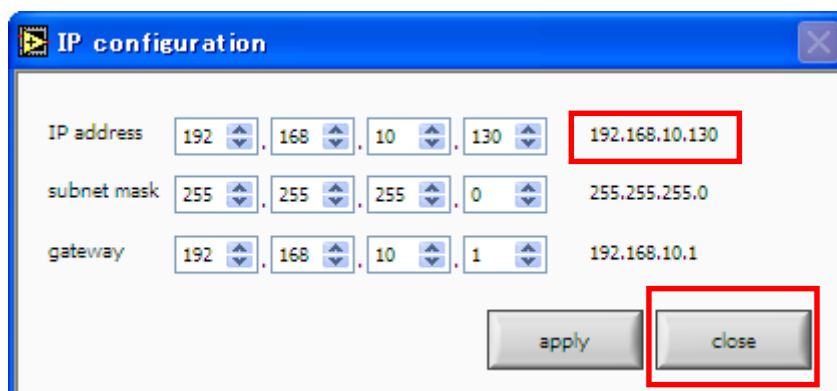 IP configuration
IP address 192 . 168 . 10 . 130 192.168.10.130
subnet mask 255 . 255 . 255 . 0 255.255.255.0
gateway 192 . 168 . 10 . 1 192.168.10.1
apply close